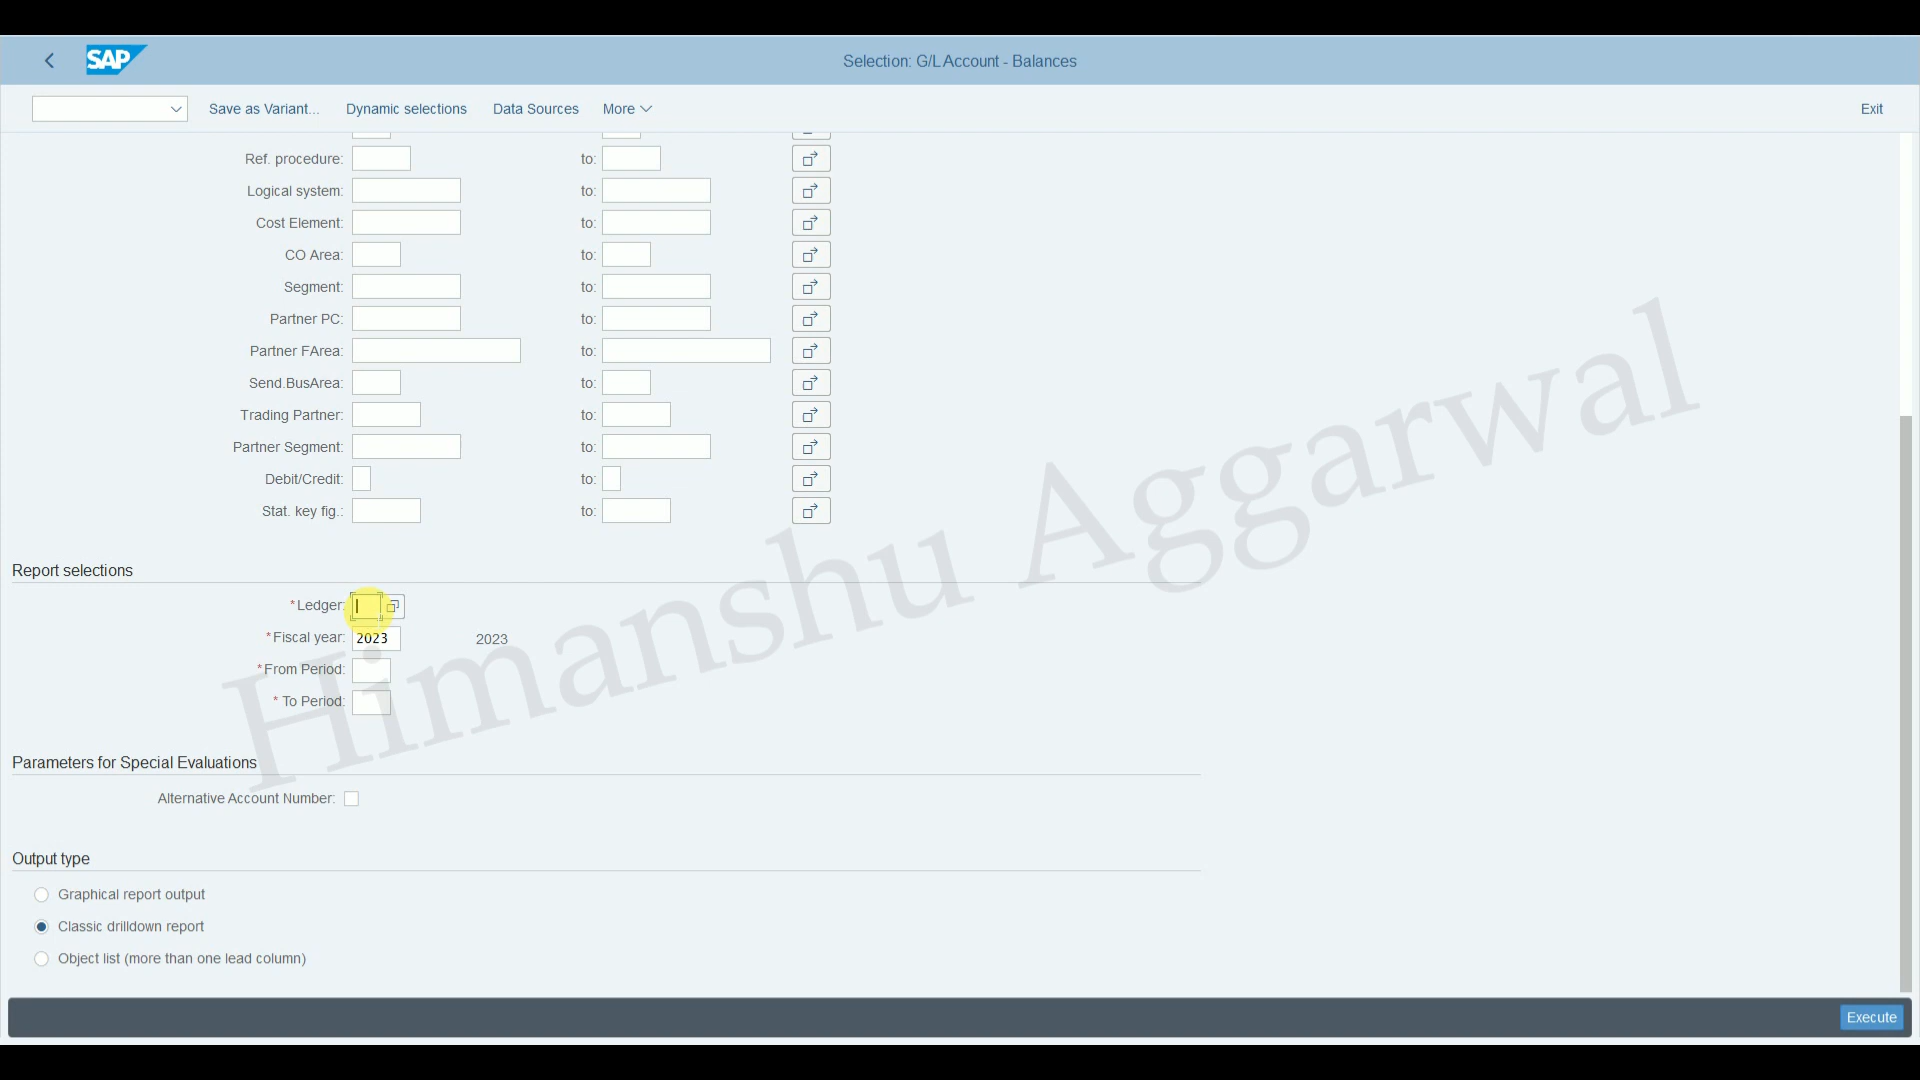 SAP
Selection: G/L Account - Balances
Save as Variant... Dynamic selections Data Sources More Exit
Ref. procedure: to:
Logical system: to:
Cost Element: to:
CO Area: to:
Segment: to:
Partner PC: to:
Partner FArea: to:
Send.BusArea: to:
Trading Partner: to:
Partner Segment: to:
Debit/Credit: to:
Stat. key fig.: to:
Report selections
*Ledger:
*Fiscal year: 2023 2023
*From Period:
* To Period:
Parameters for Special Evaluations
Alternative Account Number:
Output type
Graphical report output
Classic drilldown report
Object list (more than one lead column)
Execute
Himanshu Aggarwal